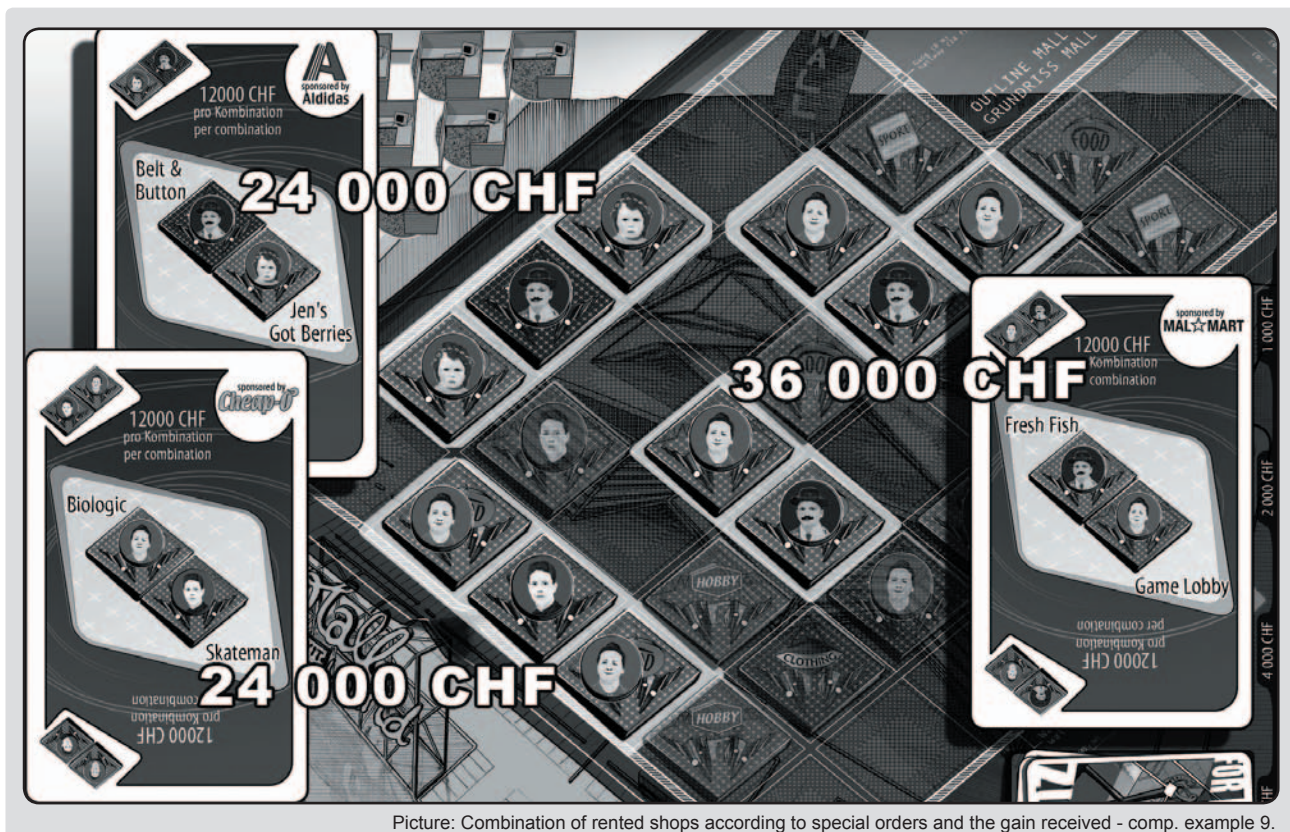 sponsored by
Aldidas
12000 CHF
pro Kombination
per combination
Belt &
Button
Jen's
Got Berries
24 000 CHF
sponsored by
Cheap-O
12000 CHF
pro Kombination
per combination
Biologic
Skateman
pro Kombination
12000 CHF
24 000 CHF
MALL
OUTLINE MALL
GRUNDRISS MALL
SPORT
FOOD
SPORT
HOBBY
CLOTHING
HOBBY
36 000 CHF
sponsored by
MAL☆MART
12000 CHF
Kombination
combination
Fresh Fish
Game Lobby
per combination
pro Kombination
12000 CHF
1 000 CHF
2 000 CHF
4 000 CHF
FOR
Picture: Combination of rented shops according to special orders and the gain received - comp. example 9.